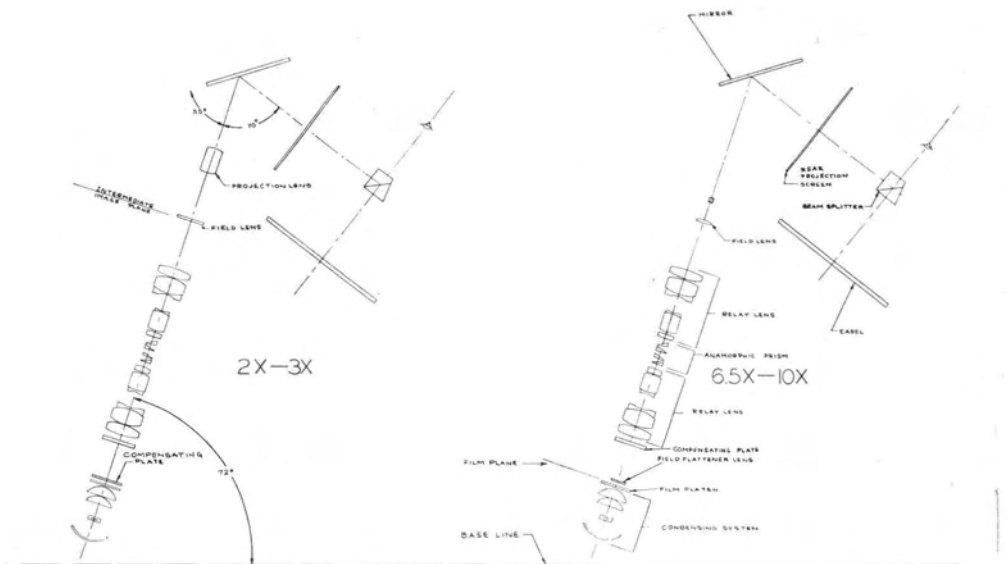 MIRROR
55°
70°
PROJECTION LENS
INTERMEDIATE
IMAGE PLANE
FIELD LENS
2X—3X
COMPENSATING
PLATE
72°
REAR
PROJECTION
SCREEN
BEAM SPLITTER
FIELD LENS
RELAY LENS
EASEL
ANAMORPHIC PRISM
6.5X—10X
RELAY LENS
COMPENSATING PLATE
FIELD FLATTENER LENS
FILM PLANE
FILM PLATEN
CONDENSING SYSTEM
BASE LINE